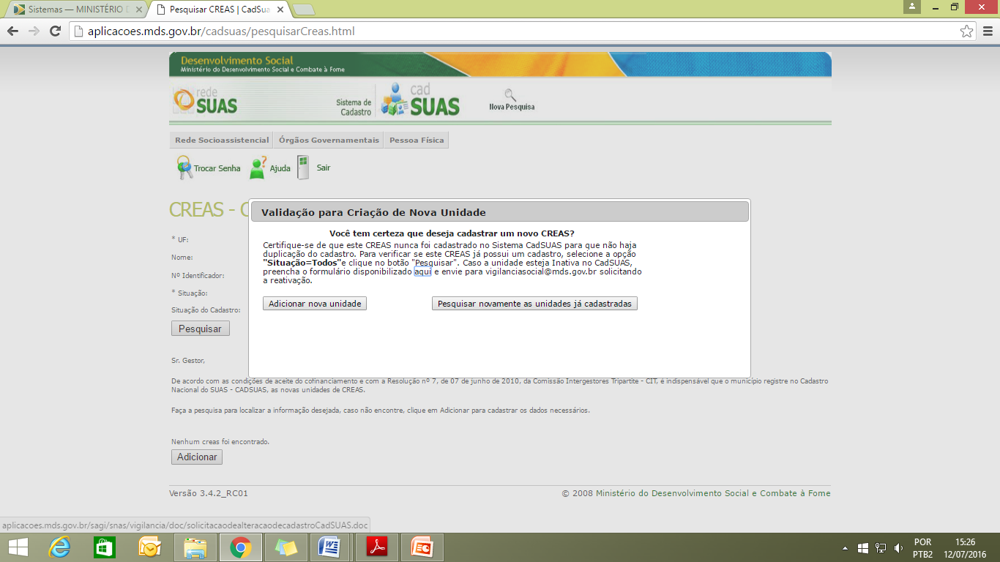 Sistemas — MINISTÉRIO D
Pesquisar CREAS | CadSua
aplicacoes.mds.gov.br/cadsuas/pesquisarCreas.html
Desenvolvimento Social
Ministério do Desenvolvimento Social e Combate à Fome
rede
SUAS
Sistema de
Cadastro
cad
SUAS
Nova Pesquisa
Rede Socioassistencial
Órgãos Governamentais
Pessoa Física
Trocar Senha
Ajuda
Sair
CREAS - C
Validação para Criação de Nova Unidade
Você tem certeza que deseja cadastrar um novo CREAS?
Certifique-se de que este CREAS nunca foi cadastrado no Sistema CadSUAS para que não haja
duplicação do cadastro. Para verificar se este CREAS já possui um cadastro, selecione a opção
"Situação=Todos"e clique no botão "Pesquisar". Caso a unidade esteja Inativa no CadSUAS,
preencha o formulário disponibilizado aqui e envie para vigilanciasocial@mds.gov.br solicitando
a reativação.
Adicionar nova unidade
Pesquisar novamente as unidades já cadastradas
* UF:
Nome:
Nº Identificador:
* Situação:
Situação do Cadastro:
Pesquisar
Sr. Gestor,
De acordo com as condições de aceite do cofinanciamento e com a Resolução nº 7, de 07 de junho de 2010, da Comissão Intergestores Tripartite - CIT, é indispensável que o município registre no Cadastro
Nacional do SUAS - CADSUAS, as novas unidades de CREAS.
Faça a pesquisa para localizar a informação desejada, caso não encontre, clique em Adicionar para cadastrar os dados necessários.
Nenhum creas foi encontrado.
Adicionar
Versão 3.4.2_RC01
© 2008 Ministério do Desenvolvimento Social e Combate à Fome
aplicacoes.mds.gov.br/sagi/snas/vigilancia/doc/solicitacaodealteracaodecadastroCadSUAS.doc
POR
PTB2
15:26
12/07/2016